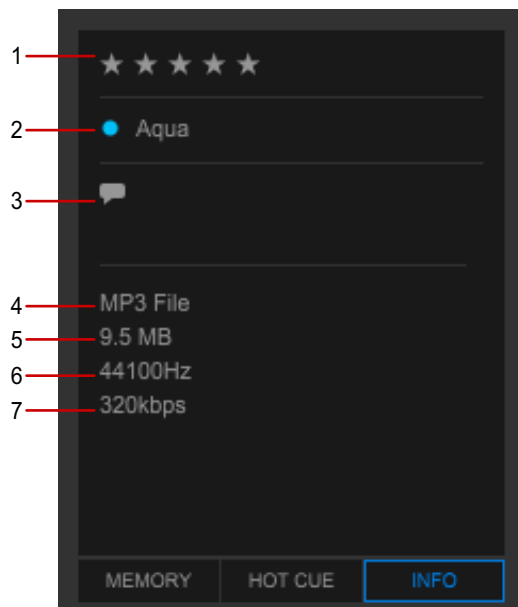 1 ★ ★ ★ ★ ★
2 Aqua
3
4 MP3 File
5 9.5 MB
6 44100Hz
7 320kbps
MEMORY HOT CUE INFO